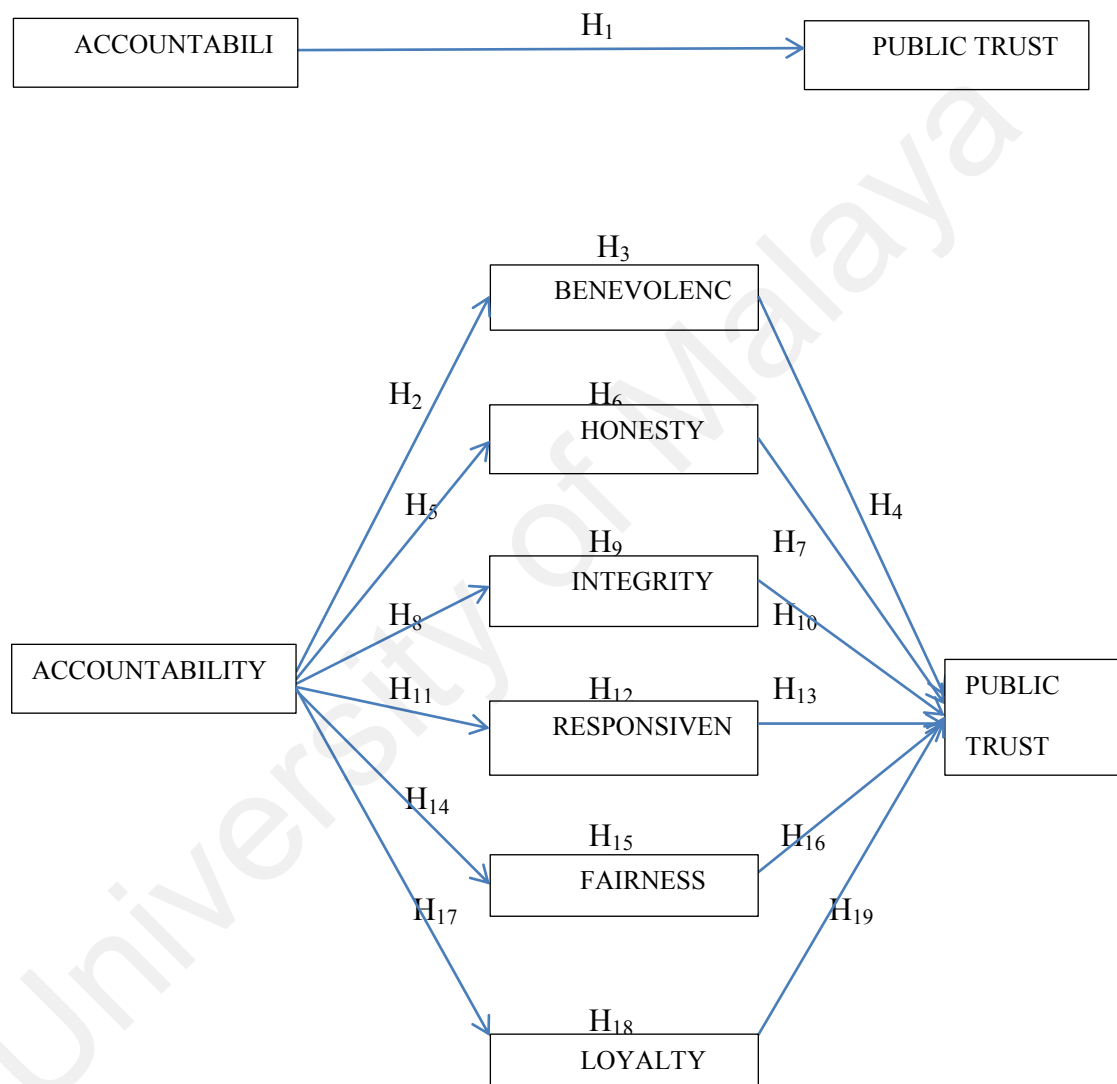 H1
ACCOUNTABILI
PUBLIC TRUST
H3
BENEVOLENC
H2
H6
HONESTY
H5
H4
H9
H7
INTEGRITY
H8
H10
ACCOUNTABILITY
PUBLIC
TRUST
H11
H12
H13
RESPONSIVEN
H14
H15
H16
FAIRNESS
H17
H19
H18
LOYALTY
University of Malaya